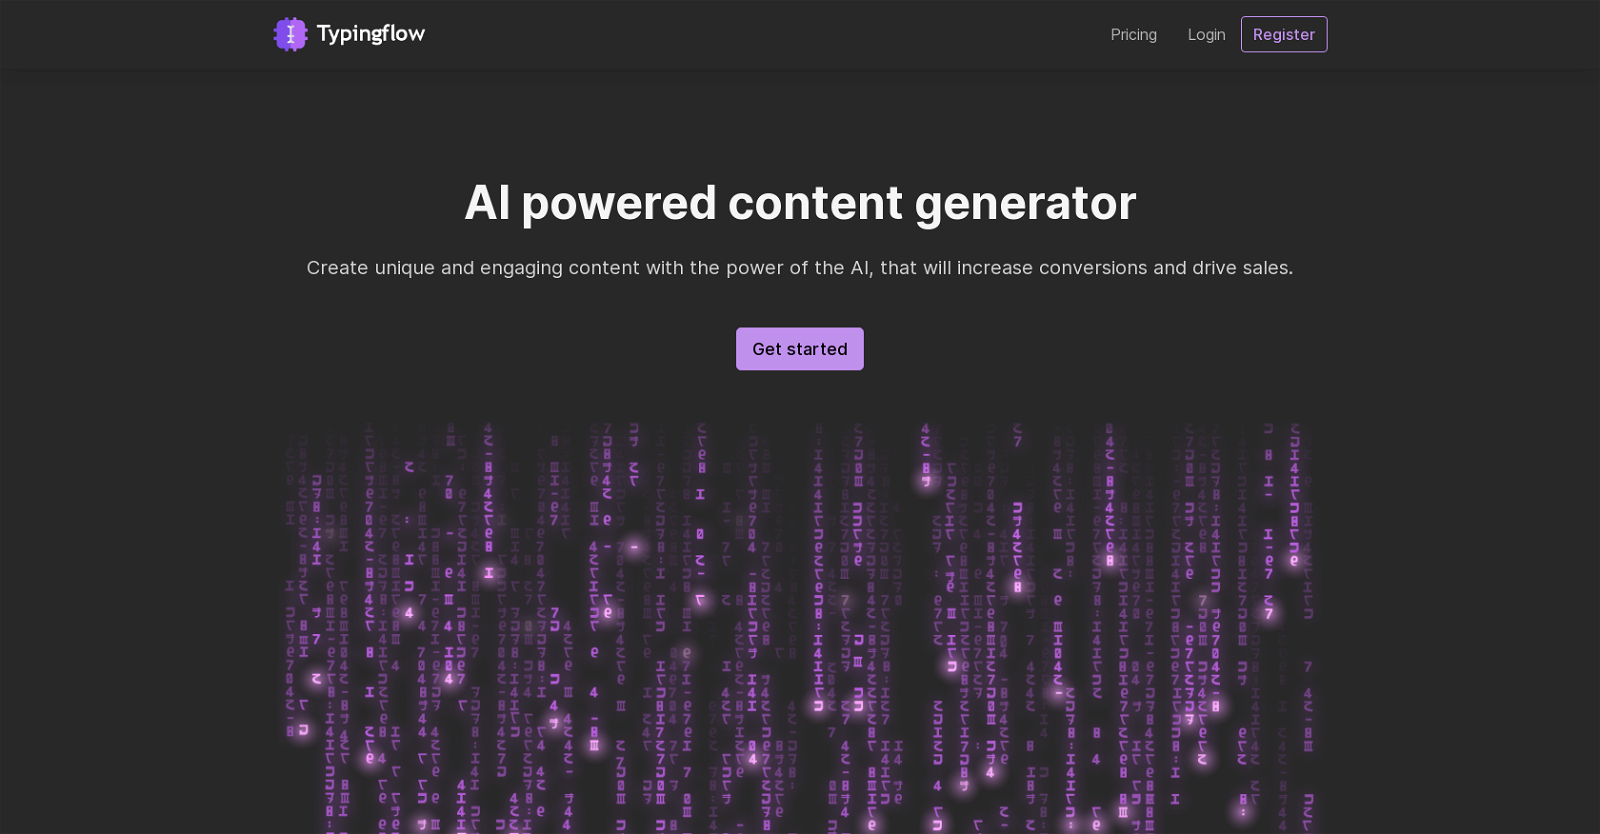 Typingflow
Pricing
Login
Register
AI powered content generator
Create unique and engaging content with the power of the AI, that will increase conversions and drive sales.
Get started